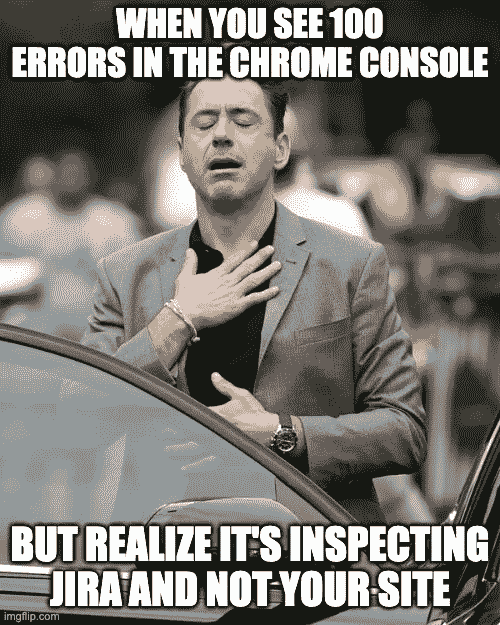 WHEN YOU SEE 100
ERRORS IN THE CHROME CONSOLE
BUT REALIZE IT'S INSPECTING
JIRA AND NOT YOUR SITE
imgflip.com